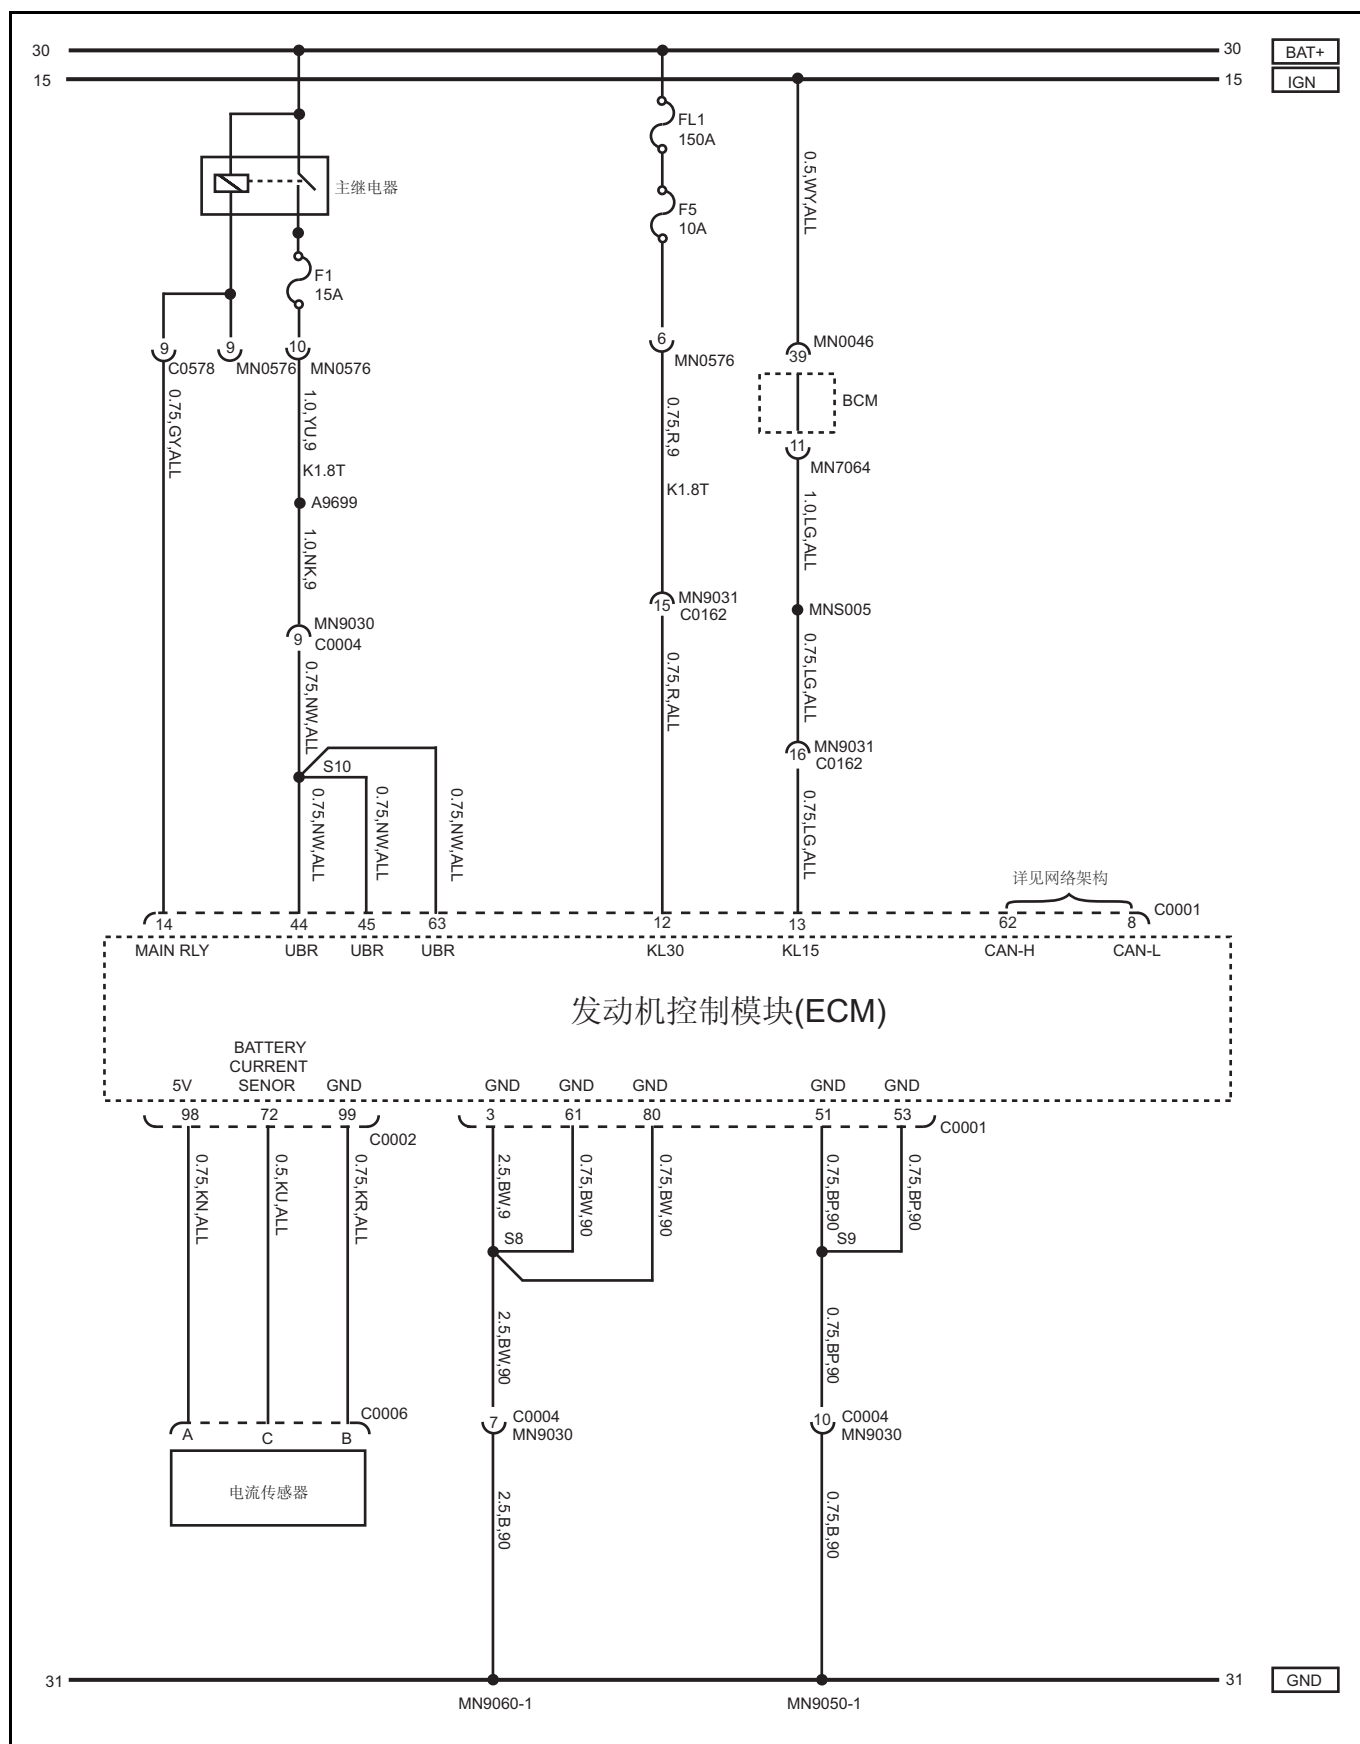 30
30
BAT+
15
15
IGN
FL1
150A
0.5,WY,ALL
主继电器
F5
10A
F1
15A
9
C0578
9
MN0576
10
MN0576
6
MN0576
MN0046
39
BCM
11
MN7064
0.75,GY,ALL
1.0,YU,9
K1.8T
A9699
1.0,NK,9
0.75,R,9
K1.8T
1.0,LG,ALL
MN9031
15
C0162
MNS005
MN9030
9
C0004
0.75,NW,ALL
0.75,R,ALL
0.75,LG,ALL
MN9031
16
C0162
S10
0.75,NW,ALL
0.75,NW,ALL
0.75,NW,ALL
0.75,LG,ALL
详见网络架构
C0001
14
44
45
63
12
13
62
8
MAIN RLY
UBR
UBR
UBR
KL30
KL15
CAN-H
CAN-L
发动机控制模块(ECM)
5V
BATTERY
CURRENT
SENOR
GND
GND
GND
GND
GND
GND
98
72
99
C0002
3
61
80
51
53
C0001
0.75,KN,ALL
0.5,KU,ALL
0.75,KR,ALL
2.5,BW,9
0.75,BW,90
0.75,BW,90
0.75,BP,90
0.75,BP,90
S8
S9
2.5,BW,90
0.75,BP,90
C0006
A
C
B
7
C0004
MN9030
10
C0004
MN9030
电流传感器
2.5,B,90
0.75,B,90
31
31
GND
MN9060-1
MN9050-1